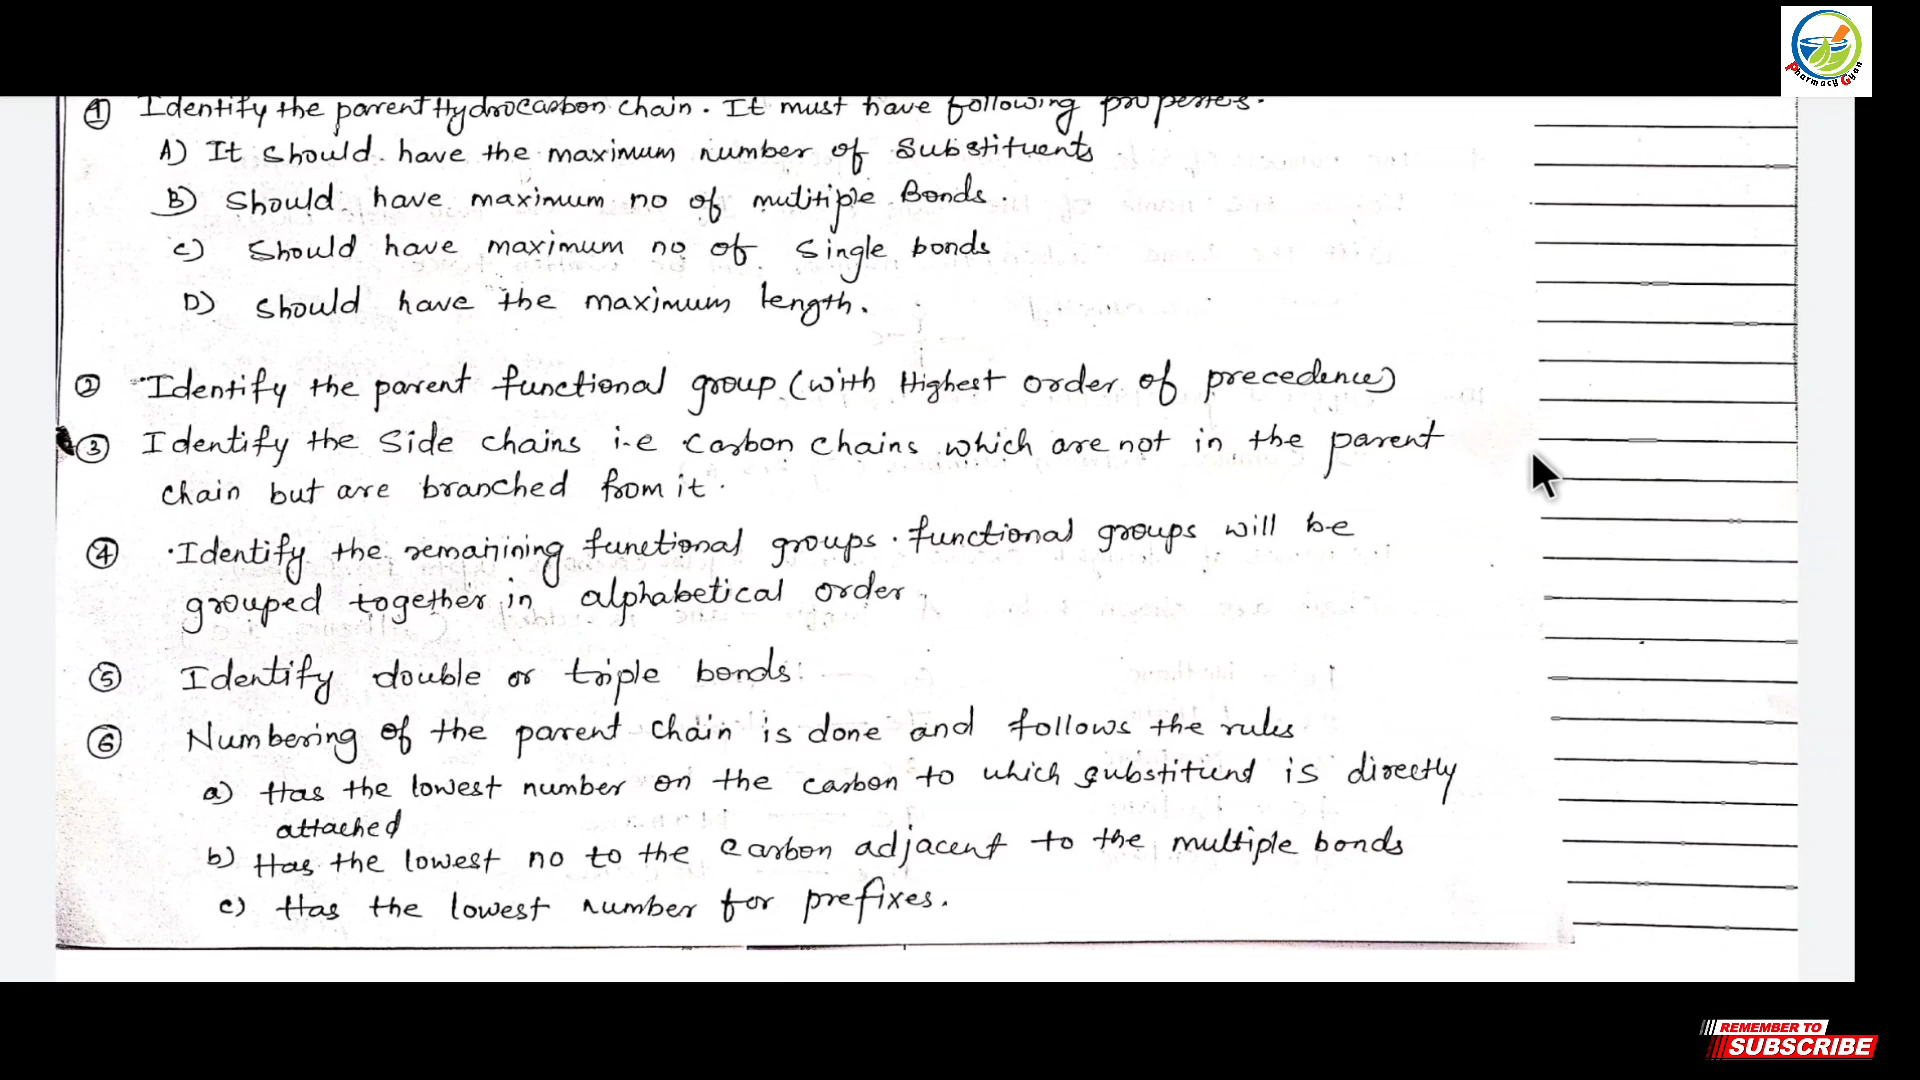 Pharmacy Gyan
① Identify the parent Hydrocarbon chain. It must have following properties.
A) It should have the maximum number of Substituents
B) Should have maximum no of mutitiple Bonds.
c) Should have maximum no of single bonds
D) should have the maximum length.
② Identify the parent functional group (with Highest order of precedence)
③ Identify the Side chains i.e carbon chains which are not in the parent
chain but are branched from it.
④ Identify the remaining functional groups. functional groups will be
grouped together in alphabetical order.
⑤ Identify double or triple bonds.
⑥ Numbering of the parent chain is done and follows the rules
a) Has the lowest number on the carbon to which substitiend is directly
attached
b) Has the lowest no to the carbon adjacent to the multiple bonds
c) Has the lowest number for prefixes.
REMEMBER TO
SUBSCRIBE